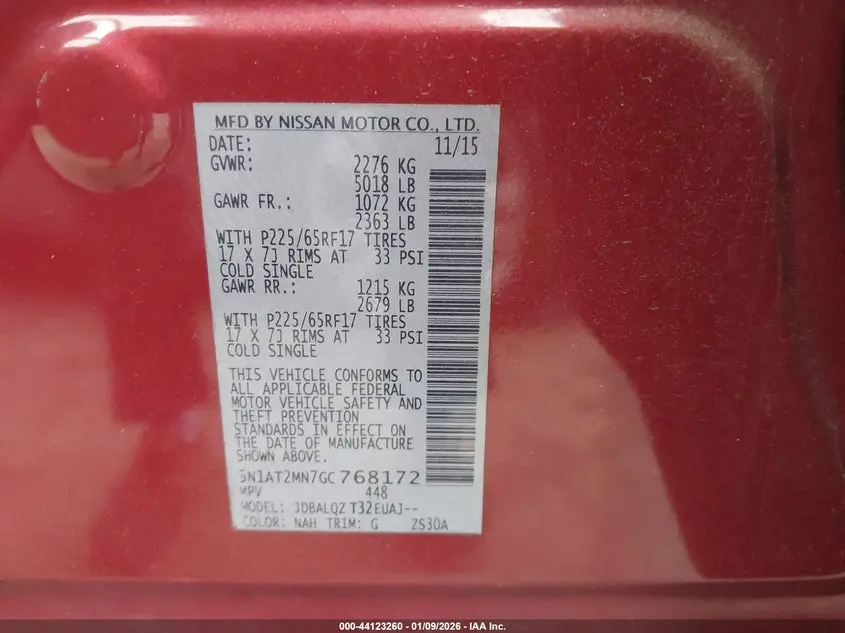 MFD BY NISSAN MOTOR CO., LTD.
DATE: 11/15
GVWR: 2276 KG
5018 LB
GAWR FR.: 1072 KG
2363 LB
WITH P225/65RF17 TIRES
17 X 7J RIMS AT 33 PSI
COLD SINGLE
GAWR RR.: 1215 KG
2679 LB
WITH P225/65RF17 TIRES
17 X 7J RIMS AT 33 PSI
COLD SINGLE
THIS VEHICLE CONFORMS TO
ALL APPLICABLE FEDERAL
MOTOR VEHICLE SAFETY AND
THEFT PREVENTION
STANDARDS IN EFFECT ON
THE DATE OF MANUFACTURE
SHOWN ABOVE.
5N1AT2MN7GC768172
MPV 448
MODEL: JDBALQZ T32EUAJ--
COLOR: NAH TRIM: G ZS30A
000-44123260 - 01/09/2026 - IAA Inc.